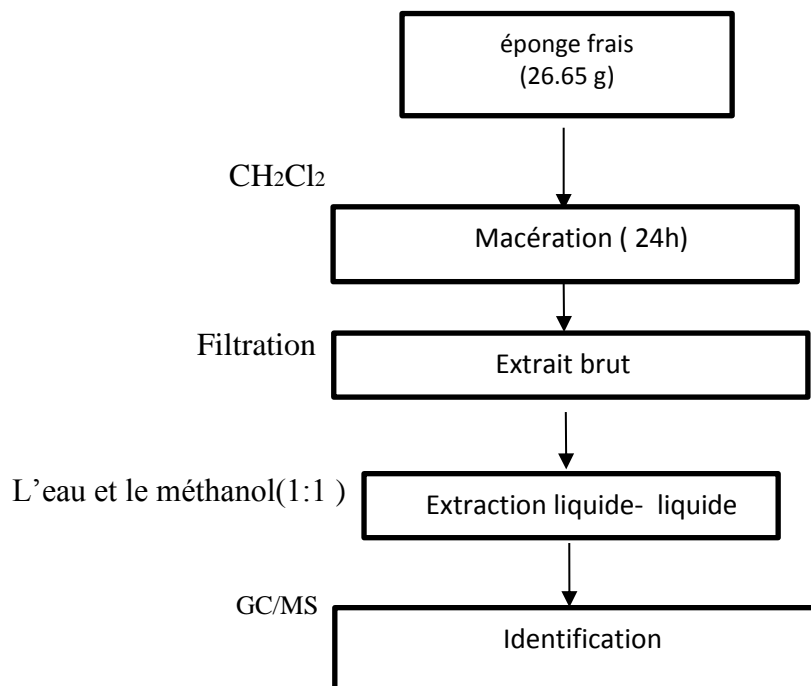 éponge frais
(26.65 g)
CH₂Cl₂
Macération ( 24h)
Filtration
Extrait brut
L’eau et le méthanol(1:1 )
Extraction liquide- liquide
GC/MS
Identification